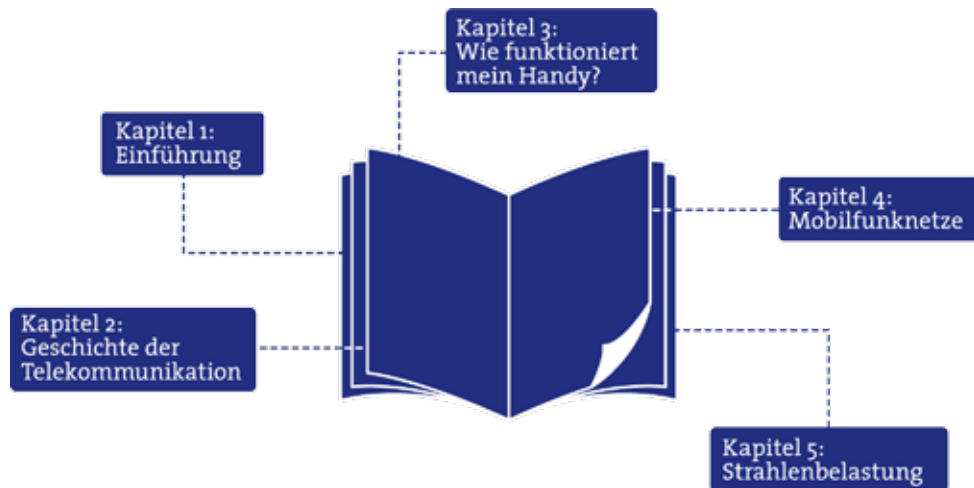 Kapitel 3:
Wie funktioniert
mein Handy?
Kapitel 1:
Einführung
Kapitel 4:
Mobilfunknetze
Kapitel 2:
Geschichte der
Telekommunikation
Kapitel 5:
Strahlenbelastung